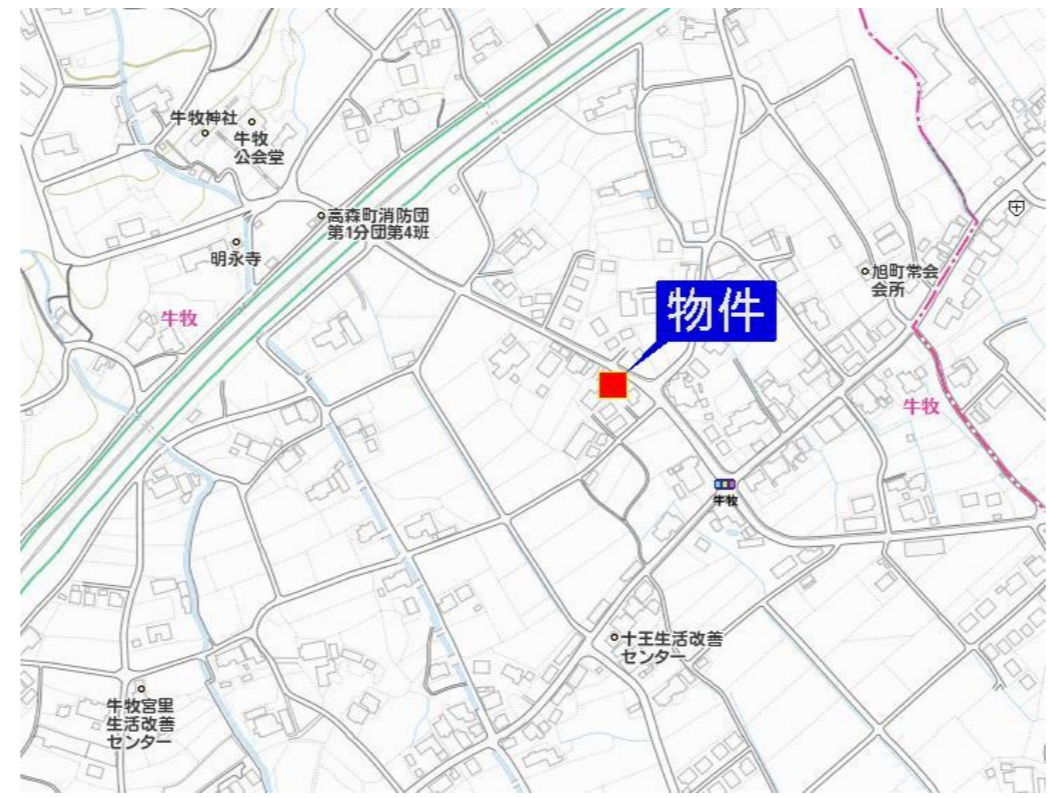 牛牧神社
牛牧
公会堂
高森町消防団
第1分団第4班
明永寺
牛牧
旭町常会
会所
物件
牛牧
牛牧
十王生活改善
センター
牛牧宮里
生活改善
センター